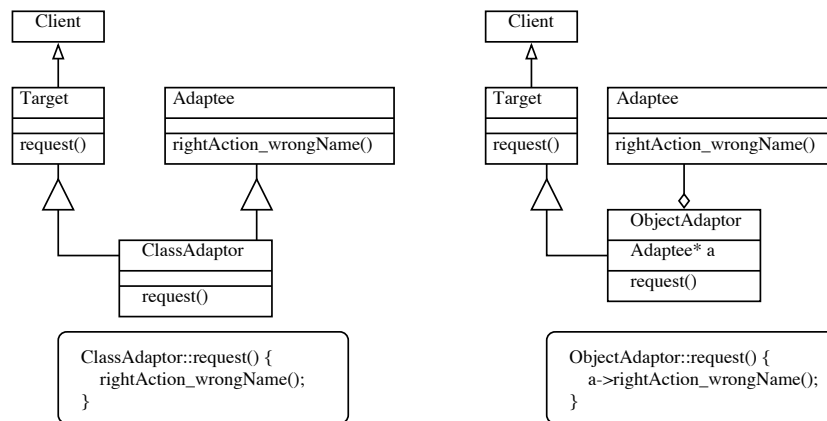 Client
Target
request()
Adaptee
rightAction_wrongName()
ClassAdaptor
request()
ClassAdaptor::request() {
rightAction_wrongName();
}
Client
Target
request()
Adaptee
rightAction_wrongName()
ObjectAdaptor
Adaptee* a
request()
ObjectAdaptor::request() {
a->rightAction_wrongName();
}